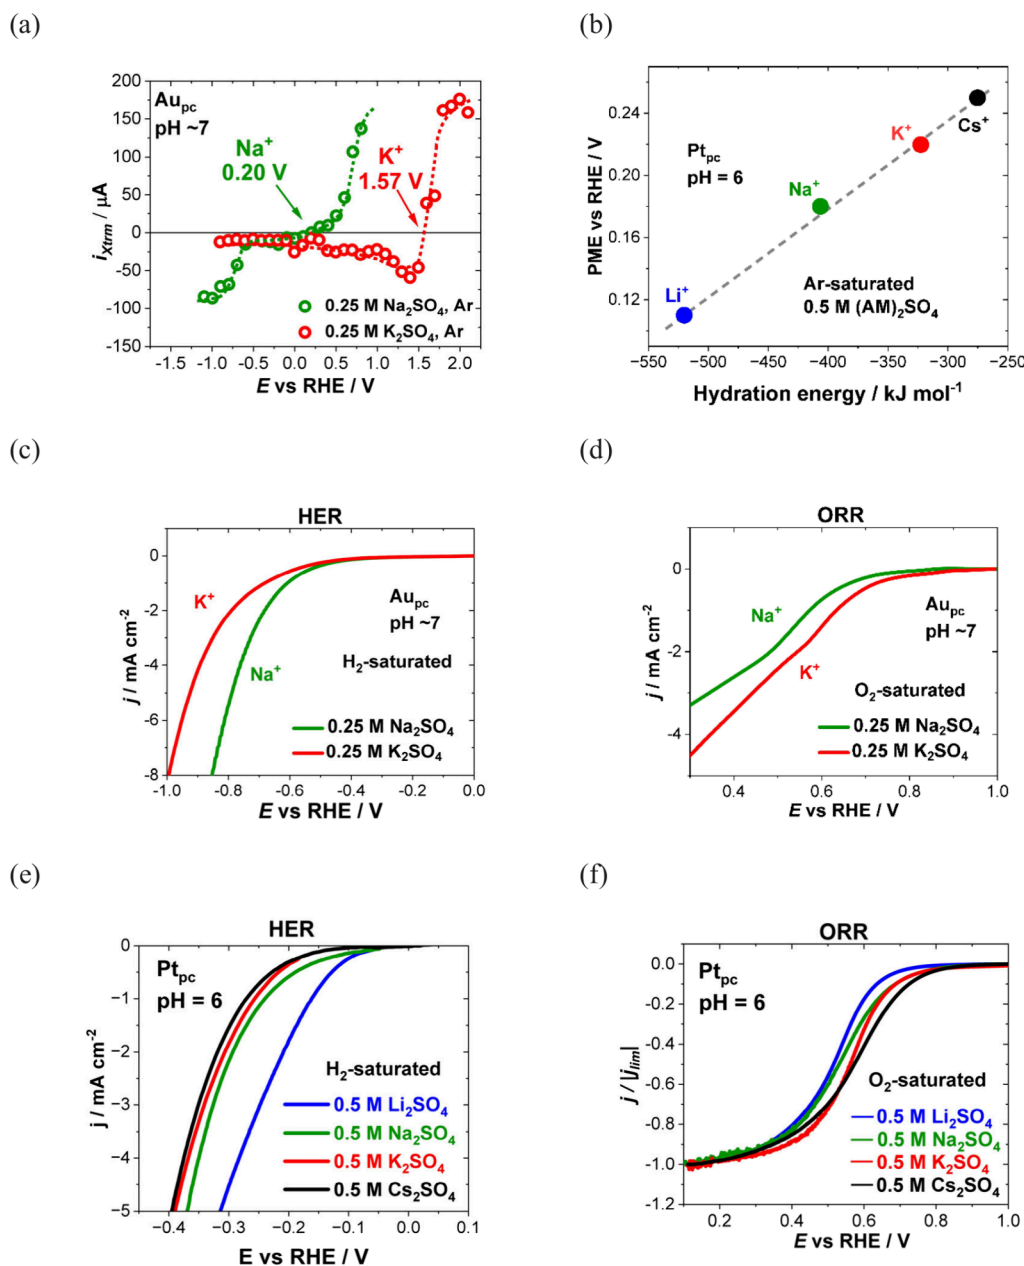 (a)
Au_pc
pH ~7
Na⁺
0.20 V
K⁺
1.57 V
0.25 M Na₂SO₄, Ar
0.25 M K₂SO₄, Ar
i_Xtrm / µA
200
150
100
50
0
-50
-100
-150
-1.5 -1.0 -0.5 0.0 0.5 1.0 1.5 2.0
E vs RHE / V
(b)
Pt_pc
pH = 6
Li⁺
Na⁺
K⁺
Cs⁺
Ar-saturated
0.5 M (AM)₂SO₄
PME vs RHE / V
0.24
0.20
0.16
0.12
−550 −500 −450 −400 −350 −300 −250
Hydration energy / kJ mol⁻¹
(c)
HER
K⁺
Na⁺
Au_pc
pH ~7
H₂-saturated
0.25 M Na₂SO₄
0.25 M K₂SO₄
j / mA cm⁻²
0
-2
-4
-6
-8
-1.0 -0.8 -0.6 -0.4 -0.2 0.0
E vs RHE / V
(d)
ORR
Na⁺
K⁺
Au_pc
pH ~7
O₂-saturated
0.25 M Na₂SO₄
0.25 M K₂SO₄
j / mA cm⁻²
0
-2
-4
0.4 0.6 0.8 1.0
E vs RHE / V
(e)
HER
Pt_pc
pH = 6
H₂-saturated
0.5 M Li₂SO₄
0.5 M Na₂SO₄
0.5 M K₂SO₄
0.5 M Cs₂SO₄
j / mA cm⁻²
0
−1
−2
−3
−4
−5
−0.4 −0.3 −0.2 −0.1 0.0 0.1
E vs RHE / V
(f)
ORR
Pt_pc
pH = 6
O₂-saturated
0.5 M Li₂SO₄
0.5 M Na₂SO₄
0.5 M K₂SO₄
0.5 M Cs₂SO₄
j / |j_lim|
0.0
-0.2
-0.4
-0.6
-0.8
-1.0
-1.2
0.2 0.4 0.6 0.8 1.0
E vs RHE / V